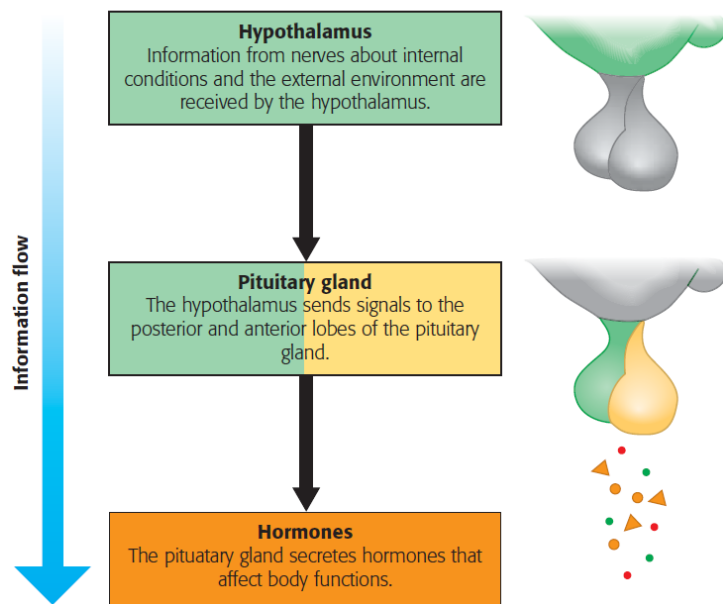 Hypothalamus
Information from nerves about internal
conditions and the external environment are
received by the hypothalamus.
Information flow
Pituitary gland
The hypothalamus sends signals to the
posterior and anterior lobes of the pituitary
gland.
Hormones
The pituatary gland secretes hormones that
affect body functions.